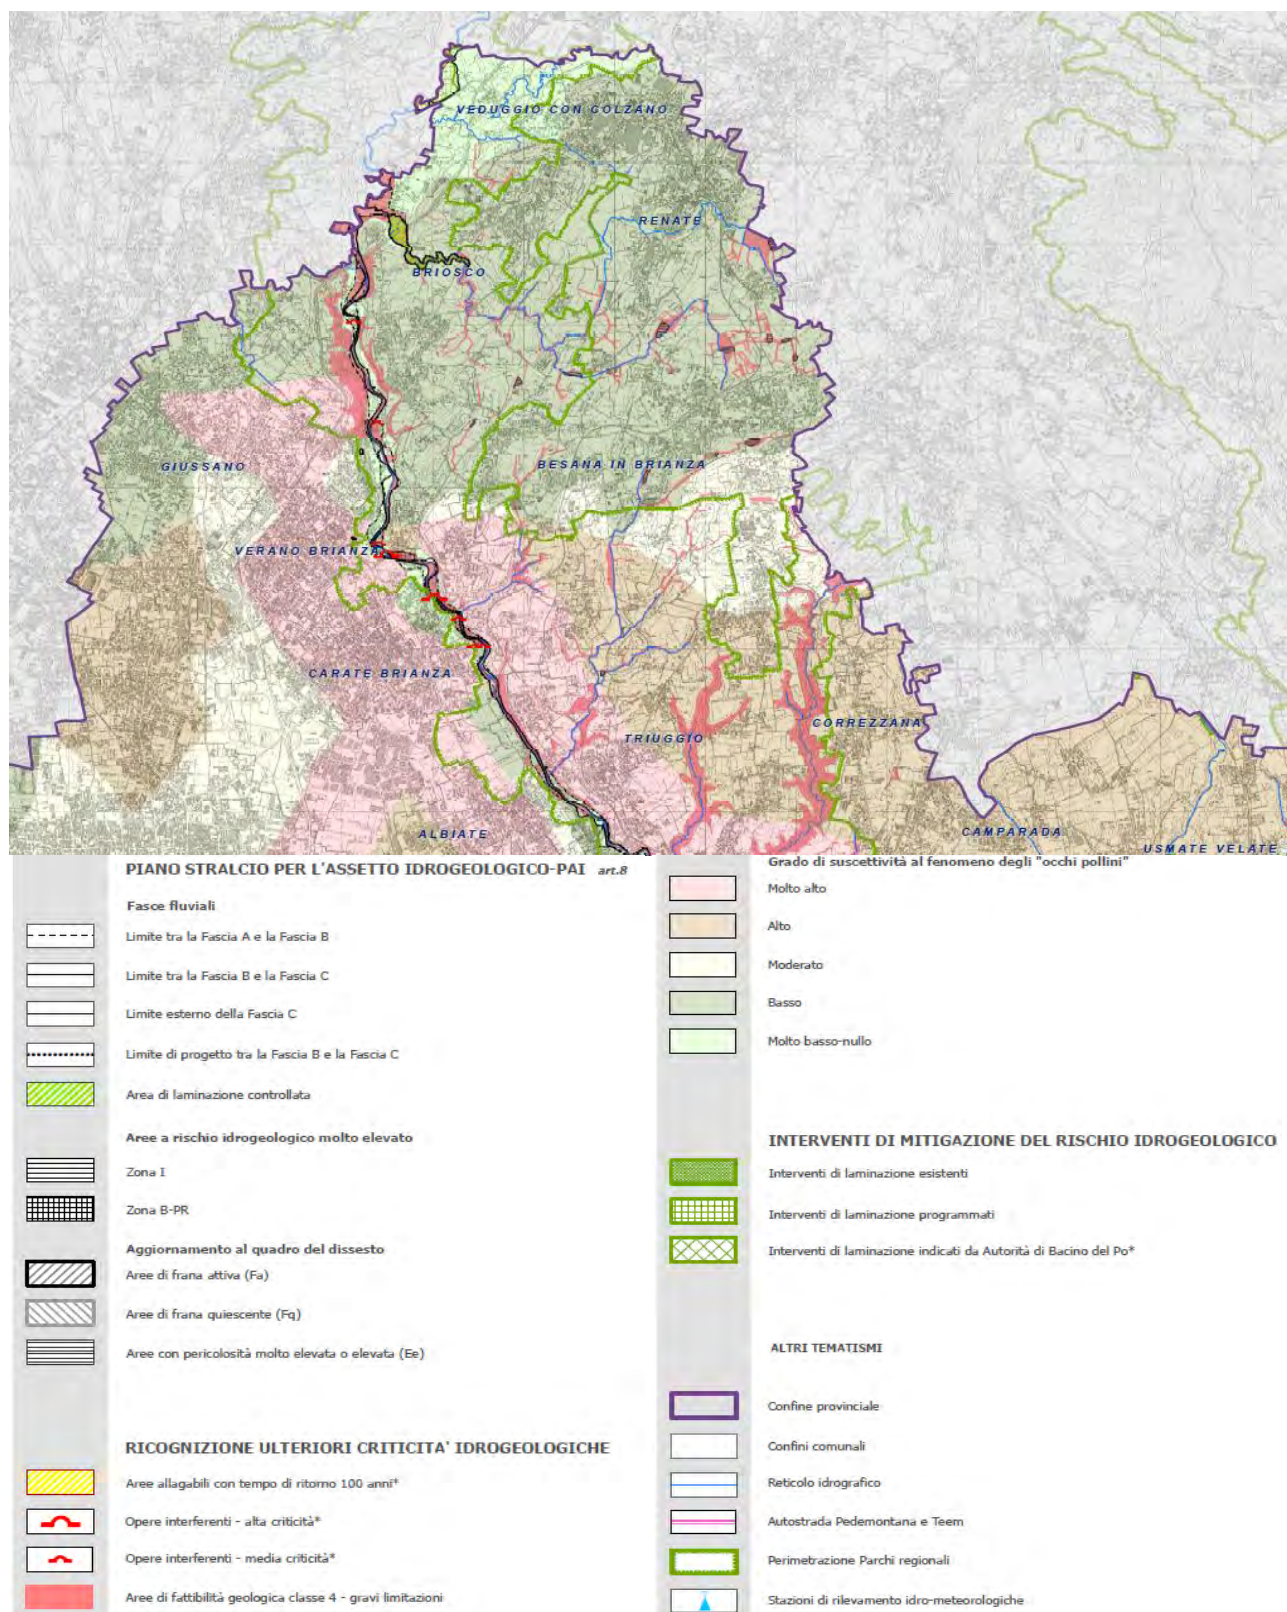 VEDUGGIO CON COLZANO
RENATE
BRIOSCO
GIUSSANO
BESANA IN BRIANZA
VERANO BRIANZA
CARATE BRIANZA
CORREZZANA
TRIUGGIO
ALBIATE
CAMPARADA
USMATE VELATE
PIANO STRALCIO PER L'ASSETTO IDROGEOLOGICO-PAI art.8
Fasce fluviali
Limite tra la Fascia A e la Fascia B
Limite tra la Fascia B e la Fascia C
Limite esterno della Fascia C
Limite di progetto tra la Fascia B e la Fascia C
Area di laminazione controllata
Aree a rischio idrogeologico molto elevato
Zona I
Zona B-PR
Aggiornamento al quadro del dissesto
Aree di frana attiva (Fa)
Aree di frana quiescente (Fq)
Aree con pericolosità molto elevata o elevata (Ee)
RICOGNIZIONE ULTERIORI CRITICITA' IDROGEOLOGICHE
Aree allagabili con tempo di ritorno 100 anni*
Opere interferenti - alta criticità*
Opere interferenti - media criticità*
Aree di fattibilità geologica classe 4 - gravi limitazioni
Grado di suscettività al fenomeno degli "occhi pollini"
Molto alto
Alto
Moderato
Basso
Molto basso-nullo
INTERVENTI DI MITIGAZIONE DEL RISCHIO IDROGEOLOGICO
Interventi di laminazione esistenti
Interventi di laminazione programmati
Interventi di laminazione indicati da Autorità di Bacino del Po*
ALTRI TEMATISMI
Confine provinciale
Confini comunali
Reticolo idrografico
Autostrada Pedemontana e Teem
Perimetrazione Parchi regionali
Stazioni di rilevamento idro-meteorologiche